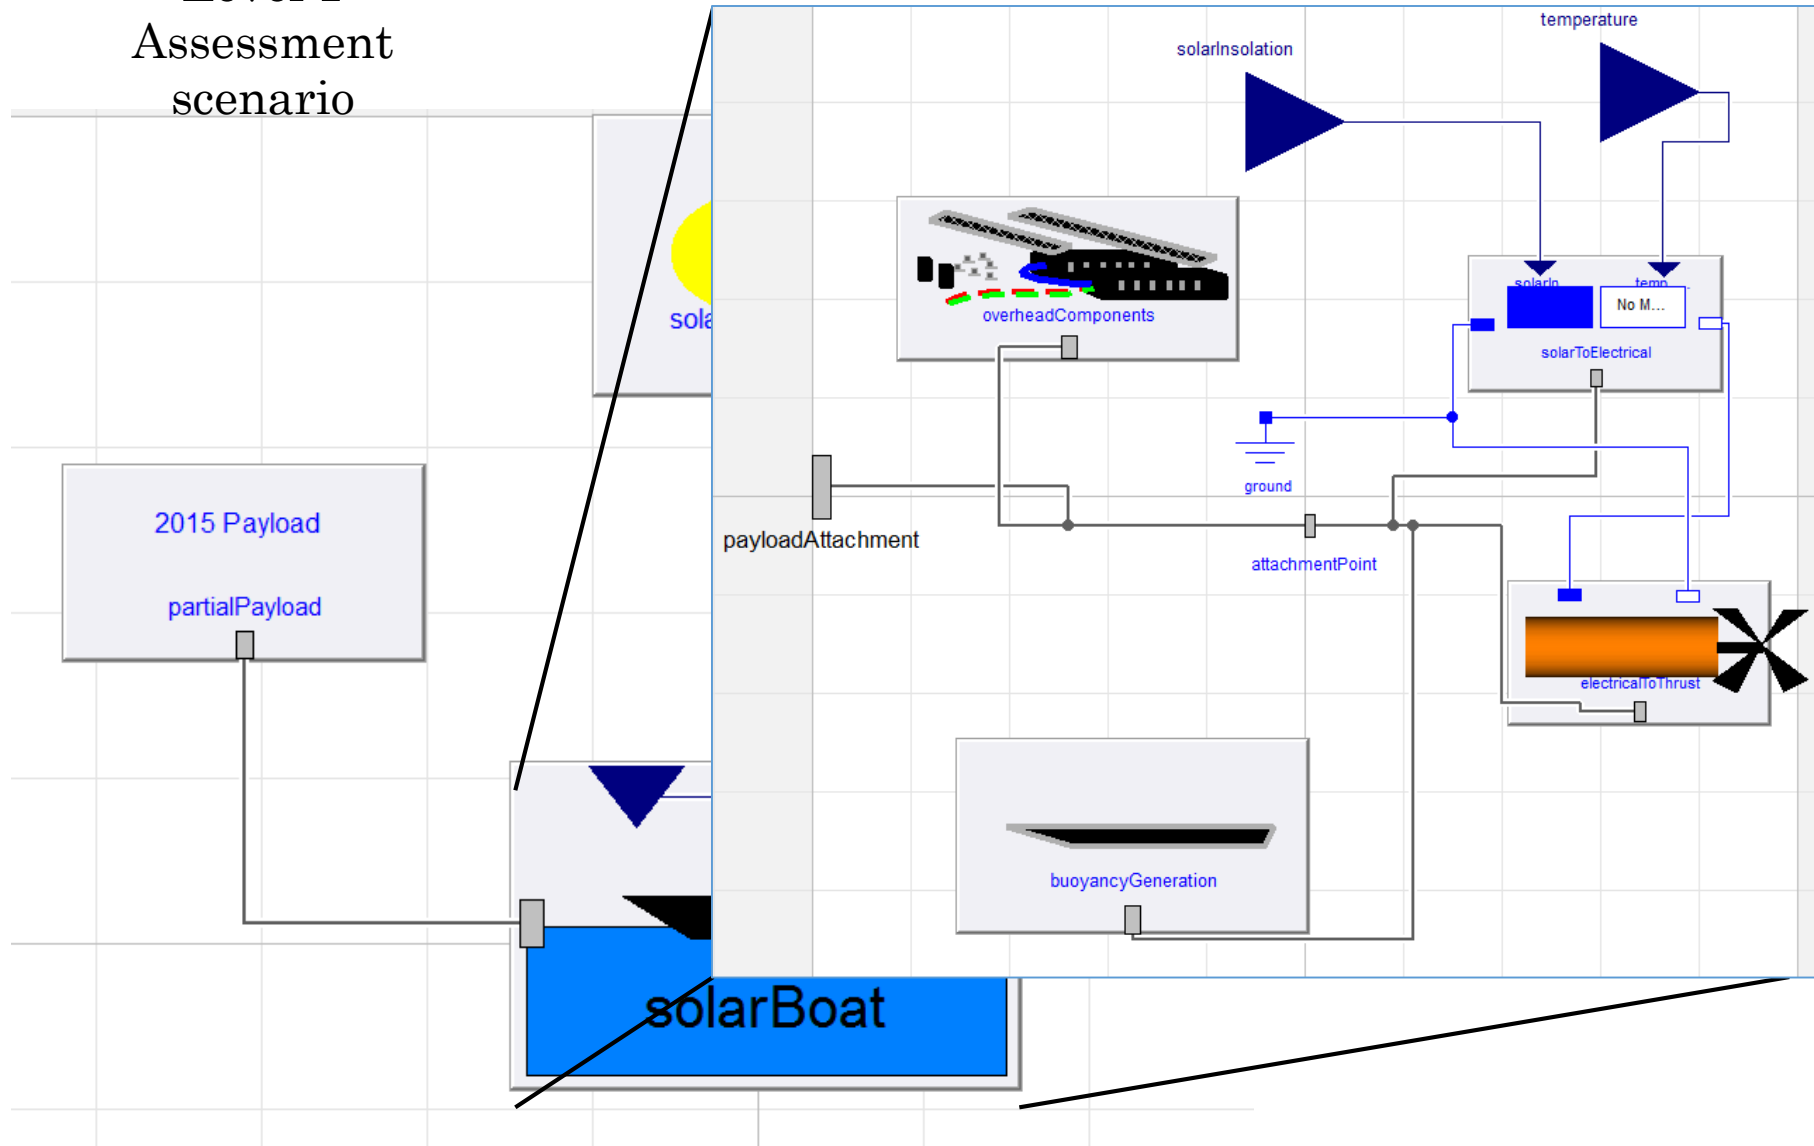 Assessment
scenario
temperature
solarInsolation
overheadComponents
solarIn
temp
No M...
solarToElectrical
ground
payloadAttachment
attachmentPoint
electricalToThrust
buoyancyGeneration
2015 Payload
partialPayload
sola
solarBoat